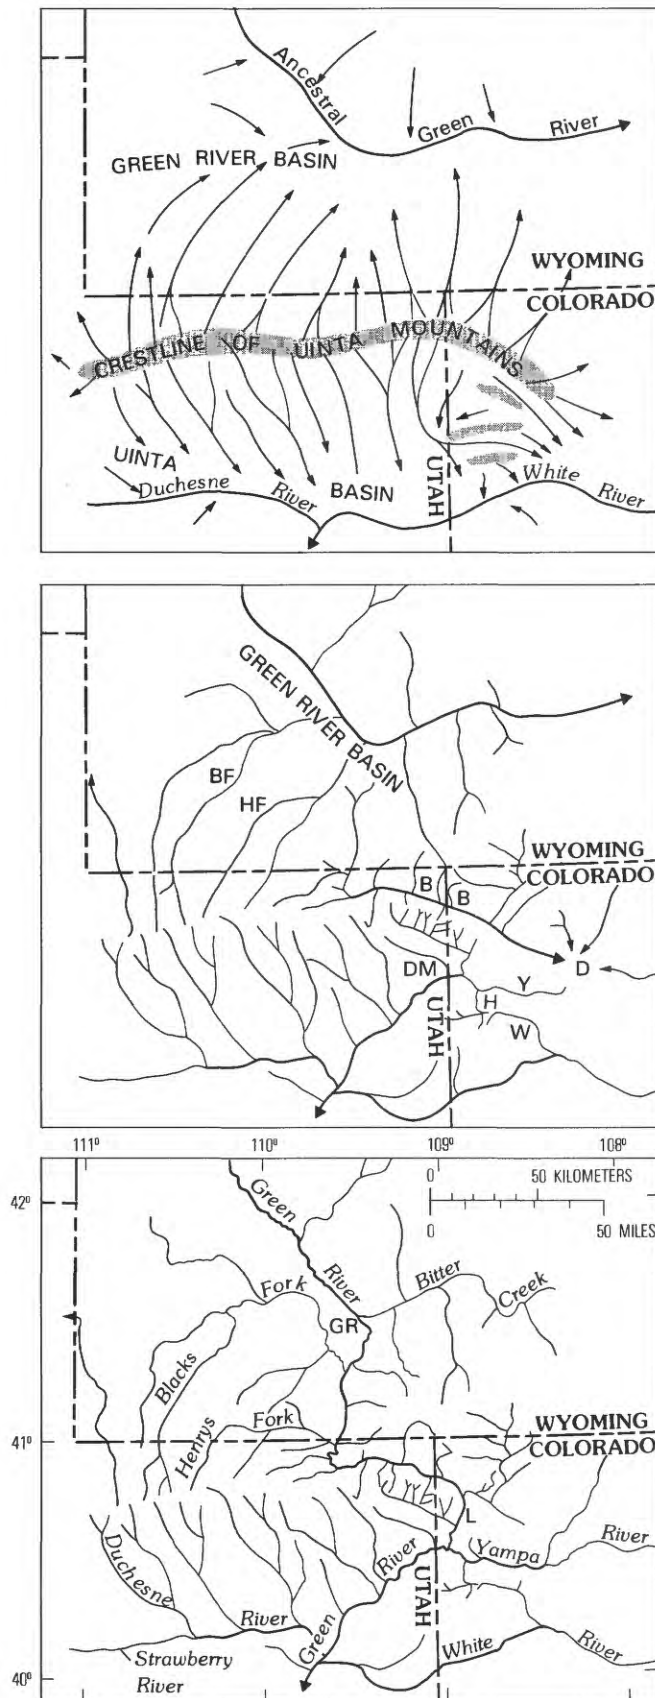 Ancestral
Green
River
GREEN RIVER BASIN
WYOMING
COLORADO
CRESTLINE OF UINTA MOUNTAINS
UINTA
BASIN
Duchesne
River
UTAH
White
River
GREEN RIVER BASIN
BF
HF
WYOMING
COLORADO
B
B
D
DM
Y
H
W
UTAH
111°
110°
109°
108°
42°
0 50 KILOMETERS
0 50 MILES
Green
River
Fork
Bitter
Creek
GR
Blacks
Henrys
Fork
WYOMING
COLORADO
41°
L
Duchesne
River
River
Yampa
River
UTAH
Green
White
River
Strawberry
River
40°